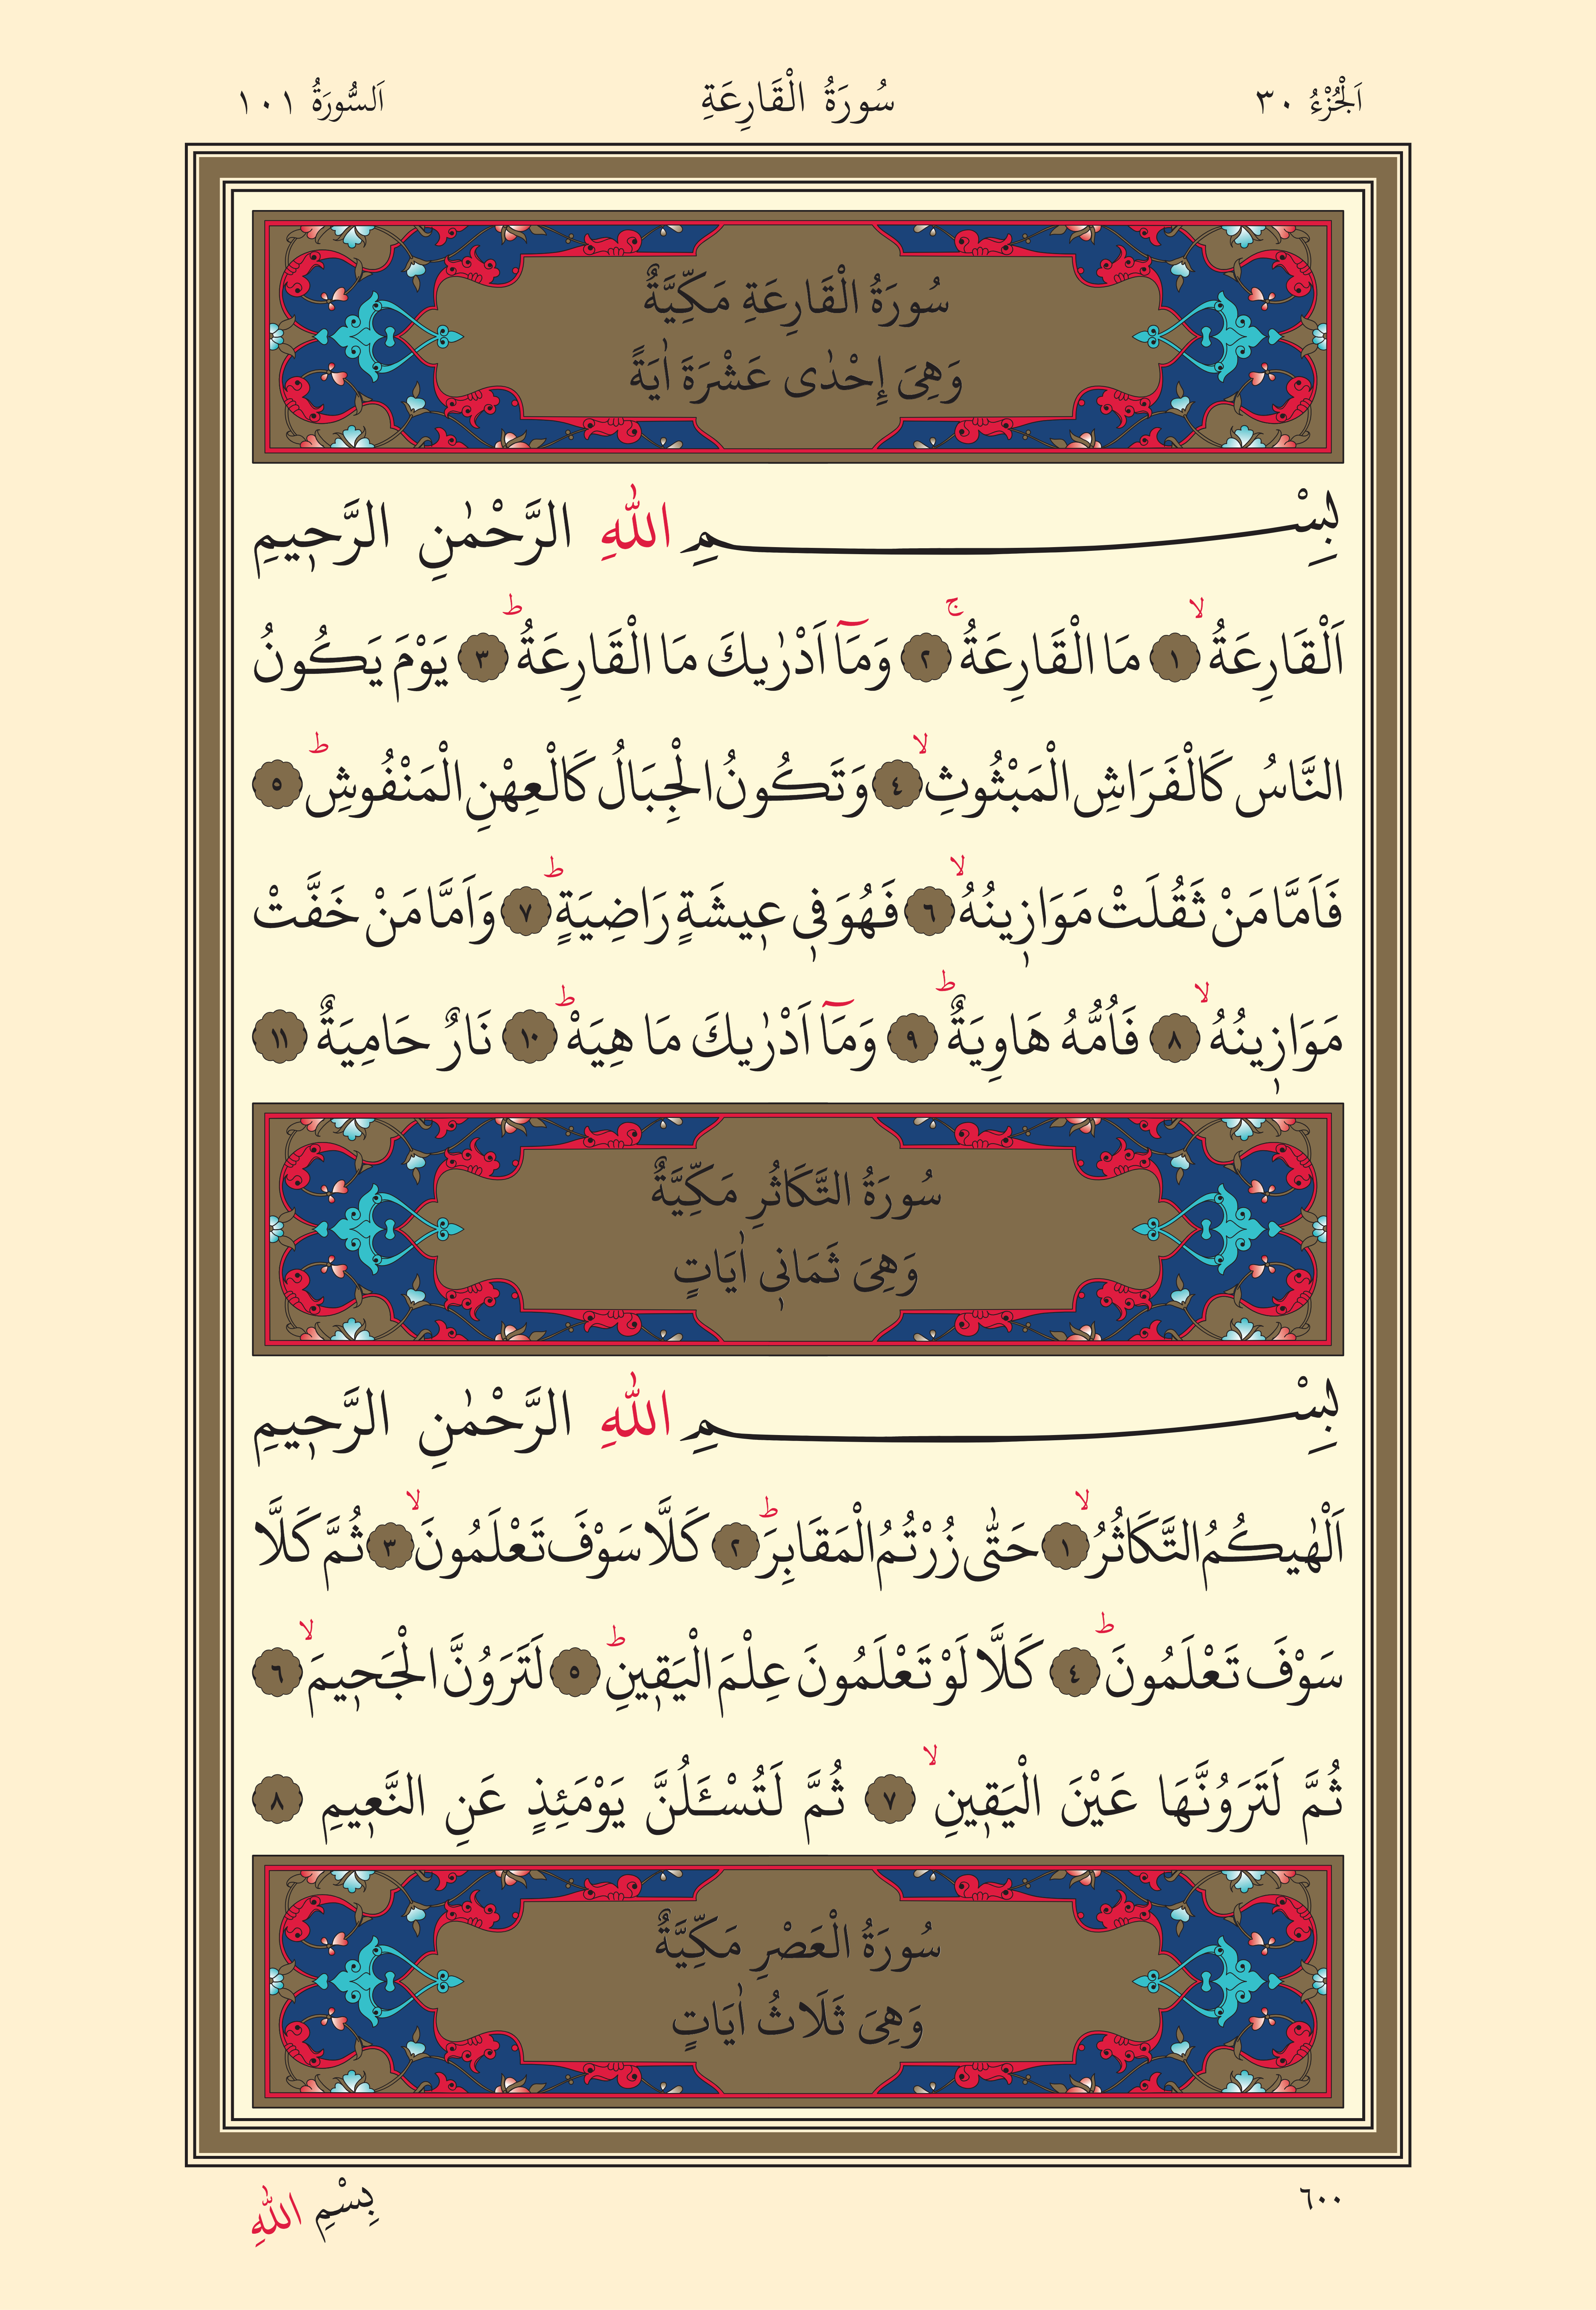 اَلْجُزْءُ ٣٠
سُورَةُ الْقَارِعَةِ
اَلسُّورَةُ ١٠١
سُورَةُ الْقَارِعَةِ مَكِّيَّةٌ
وَهِيَ إِحْدٰى عَشْرَةَ اٰيَةً
بِسْمِ اللّٰهِ الرَّحْمٰنِ الرَّحٖيمِ
اَلْقَارِعَةُۙ ١ مَا الْقَارِعَةُۚ ٢ وَمَٓا اَدْرٰيكَ مَا الْقَارِعَةُؕ ٣ يَوْمَ يَكُونُ
النَّاسُ كَالْفَرَاشِ الْمَبْثُوثِۙ ٤ وَتَكُونُ الْجِبَالُ كَالْعِهْنِ الْمَنْفُوشِؕ ٥
فَاَمَّا مَنْ ثَقُلَتْ مَوَازٖينُهُۙ ٦ فَهُوَ فٖي عٖيشَةٍ رَاضِيَةٍؕ ٧ وَاَمَّا مَنْ خَفَّتْ
مَوَازٖينُهُۙ ٨ فَاُمُّهُ هَاوِيَةٌؕ ٩ وَمَٓا اَدْرٰيكَ مَا هِيَهْؕ ١٠ نَارٌ حَامِيَةٌ ١١
سُورَةُ التَّكَاثُرِ مَكِّيَّةٌ
وَهِيَ ثَمَانٖي اٰيَاتٍ
بِسْمِ اللّٰهِ الرَّحْمٰنِ الرَّحٖيمِ
اَلْهٰيكُمُ التَّكَاثُرُۙ ١ حَتّٰى زُرْتُمُ الْمَقَابِرَؕ ٢ كَلَّا سَوْفَ تَعْلَمُونَۙ ٣ ثُمَّ كَلَّا
سَوْفَ تَعْلَمُونَؕ ٤ كَلَّا لَوْ تَعْلَمُونَ عِلْمَ الْيَقٖينِؕ ٥ لَتَرَوُنَّ الْجَحٖيمَۙ ٦
ثُمَّ لَتَرَوُنَّهَا عَيْنَ الْيَقٖينِۙ ٧ ثُمَّ لَتُسْـَٔلُنَّ يَوْمَئِذٍ عَنِ النَّعٖيمِ ٨
سُورَةُ الْعَصْرِ مَكِّيَّةٌ
وَهِيَ ثَلَاثُ اٰيَاتٍ
٦٠٠
بِسْمِ اللّٰهِ